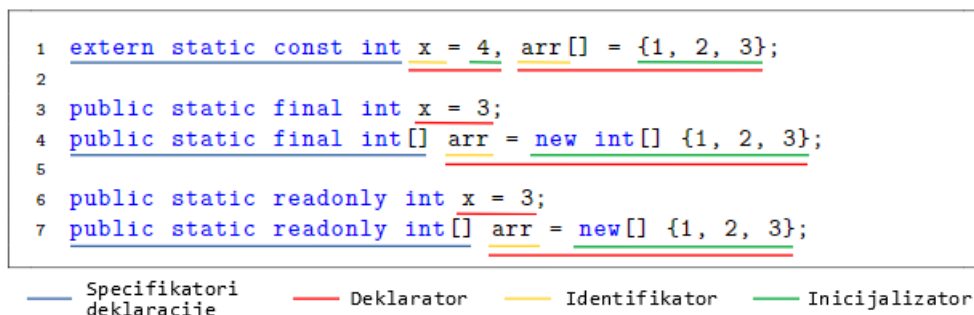 1 extern static const int x = 4, arr[] = {1, 2, 3};
2
3 public static final int x = 3;
4 public static final int[] arr = new int[] {1, 2, 3};
5
6 public static readonly int x = 3;
7 public static readonly int[] arr = new[] {1, 2, 3};
Specifikatori
deklaracije
Deklarator
Identifikator
Inicijalizator